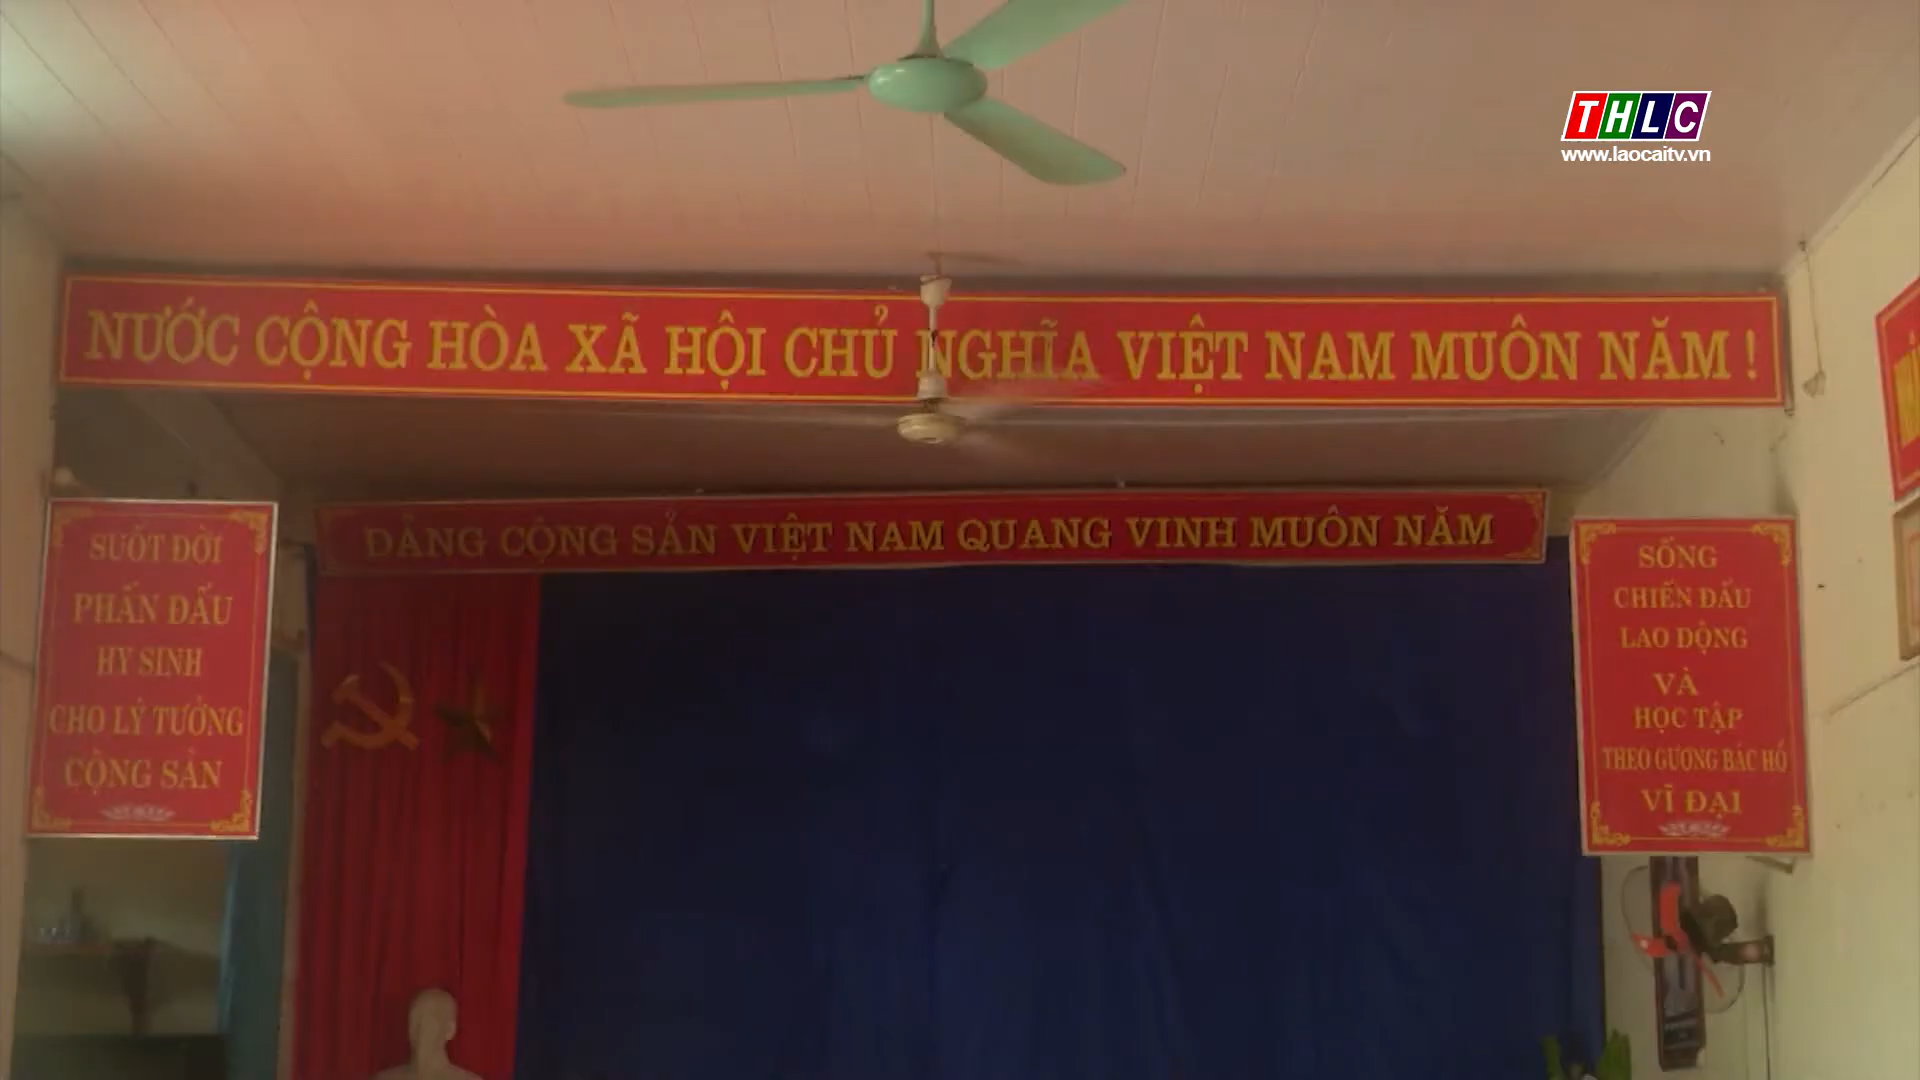 THLC
www.laocaitv.vn
NƯỚC CỘNG HÒA XÃ HỘI CHỦ NGHĨA VIỆT NAM MUÔN NĂM !
ĐẢNG CỘNG SẢN VIỆT NAM QUANG VINH MUÔN NĂM
SUỐT ĐỜI
PHẤN ĐẤU
HY SINH
CHO LÝ TƯỞNG
CỘNG SẢN
SỐNG
CHIẾN ĐẤU
LAO ĐỘNG
VÀ
HỌC TẬP
THEO GƯƠNG BÁC HỒ
VĨ ĐẠI